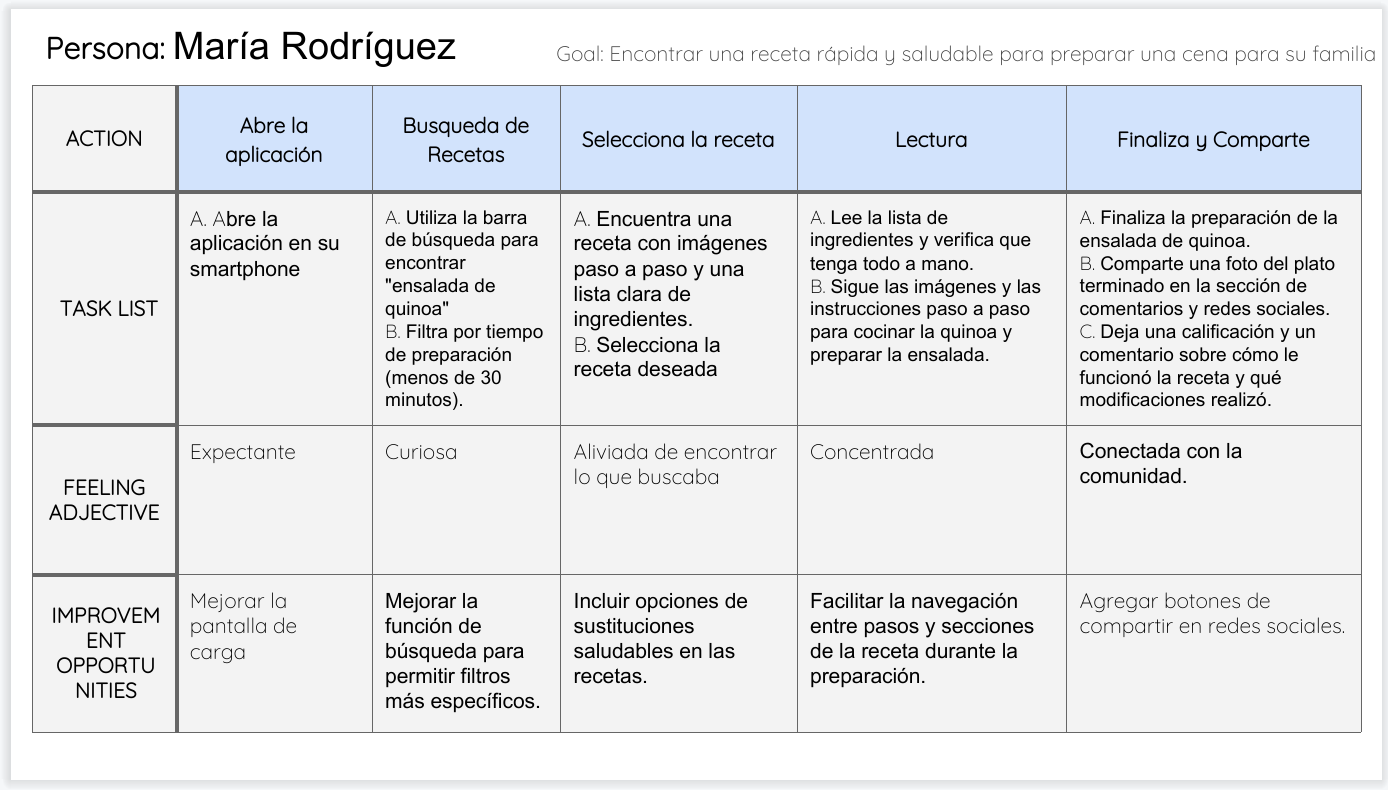 Persona: María Rodríguez
Goal: Encontrar una receta rápida y saludable para preparar una cena para su familia
ACTION
Abre la
aplicación
Busqueda de
Recetas
Selecciona la receta
Lectura
Finaliza y Comparte
TASK LIST
A. Abre la
aplicación en su
smartphone
A. Utiliza la barra
de búsqueda para
encontrar
"ensalada de
quinoa"
B. Filtra por tiempo
de preparación
(menos de 30
minutos).
A. Encuentra una
receta con imágenes
paso a paso y una
lista clara de
ingredientes.
B. Selecciona la
receta deseada
A. Lee la lista de
ingredientes y verifica que
tenga todo a mano.
B. Sigue las imágenes y las
instrucciones paso a paso
para cocinar la quinoa y
preparar la ensalada.
A. Finaliza la preparación de la
ensalada de quinoa.
B. Comparte una foto del plato
terminado en la sección de
comentarios y redes sociales.
C. Deja una calificación y un
comentario sobre cómo le
funcionó la receta y qué
modificaciones realizó.
FEELING
ADJECTIVE
Expectante
Curiosa
Aliviada de encontrar
lo que buscaba
Concentrada
Conectada con la
comunidad.
IMPROVEM
ENT
OPPORTU
NITIES
Mejorar la
pantalla de
carga
Mejorar la
función de
búsqueda para
permitir filtros
más específicos.
Incluir opciones de
sustituciones
saludables en las
recetas.
Facilitar la navegación
entre pasos y secciones
de la receta durante la
preparación.
Agregar botones de
compartir en redes sociales.